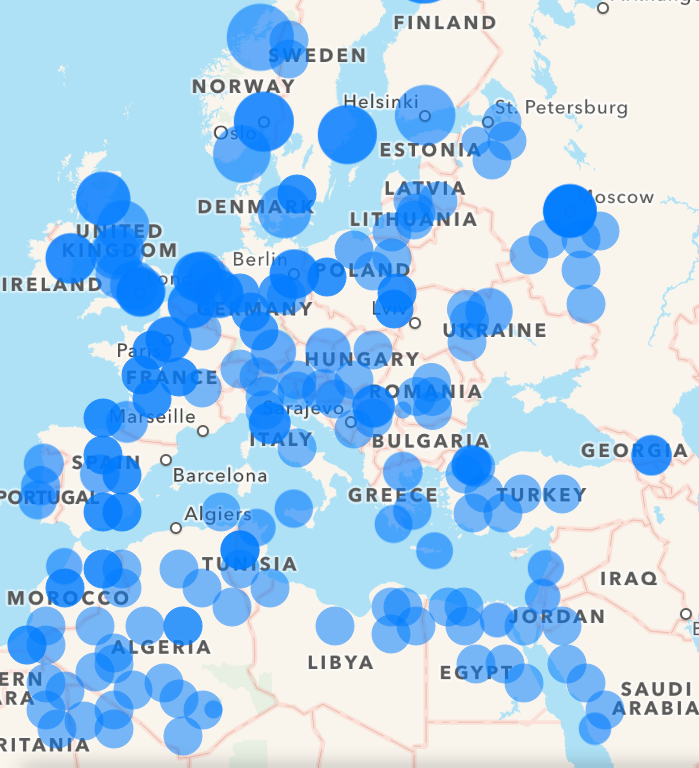 FINLAND
SWEDEN
NORWAY
Helsinki
St. Petersburg
Oslo
ESTONIA
LATVIA
Moscow
DENMARK
LITHUANIA
UNITED
KINGDOM
Berlin
POLAND
IRELAND
GERMANY
Lviv
UKRAINE
Paris
HUNGARY
FRANCE
ROMANIA
Sarajevo
Marseille
ITALY
BULGARIA
GEORGIA
SPAIN
Barcelona
PORTUGAL
GREECE
TURKEY
Algiers
TUNISIA
IRAQ
MOROCCO
JORDAN
ALGERIA
LIBYA
EGYPT
ERN
RA
SAUDI
ARABIA
RITANIA